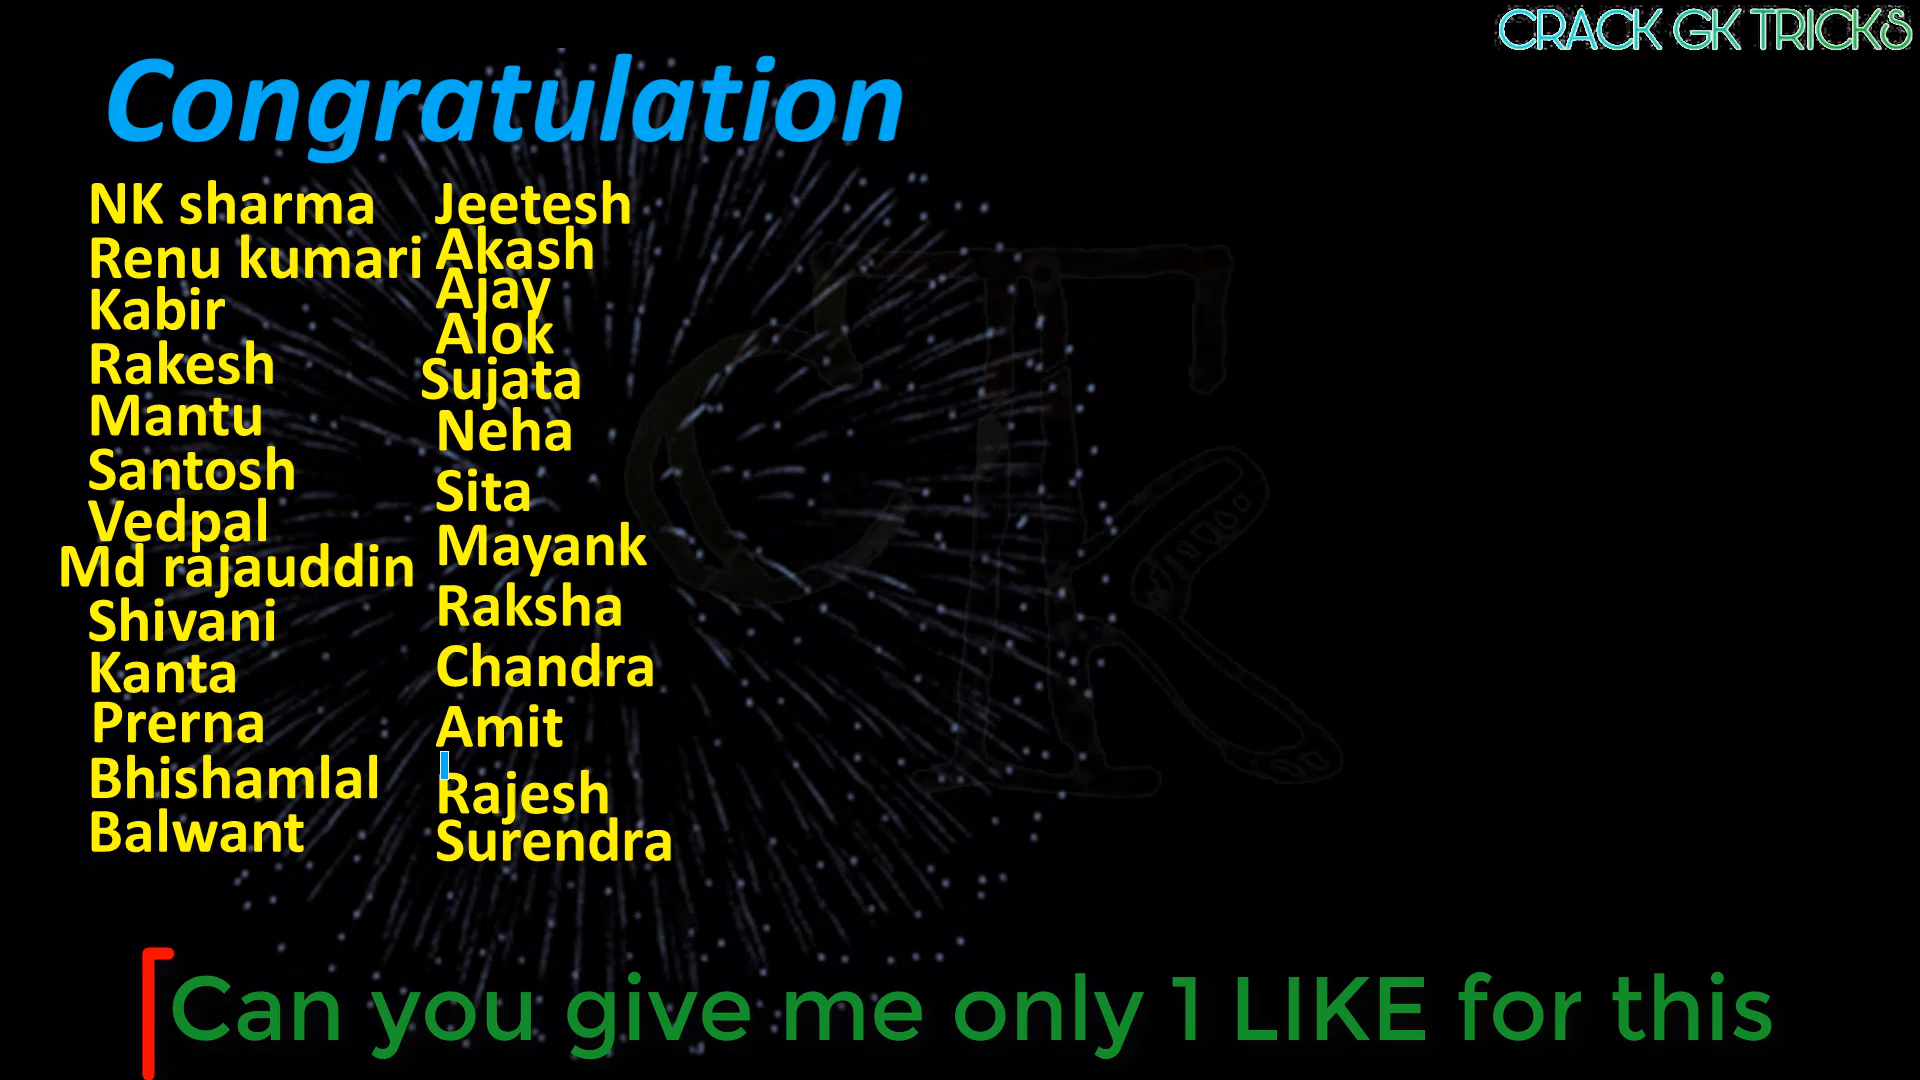 CRACK GK TRICKS
Congratulation
NK sharma
Renu kumari
Kabir
Rakesh
Mantu
Santosh
Vedpal
Md rajauddin
Shivani
Kanta
Prerna
Bhishamlal
Balwant
Jeetesh
Akash
Ajay
Alok
Sujata
Neha
Sita
Mayank
Raksha
Chandra
Amit
Rajesh
Surendra
Can you give me only 1 LIKE for this